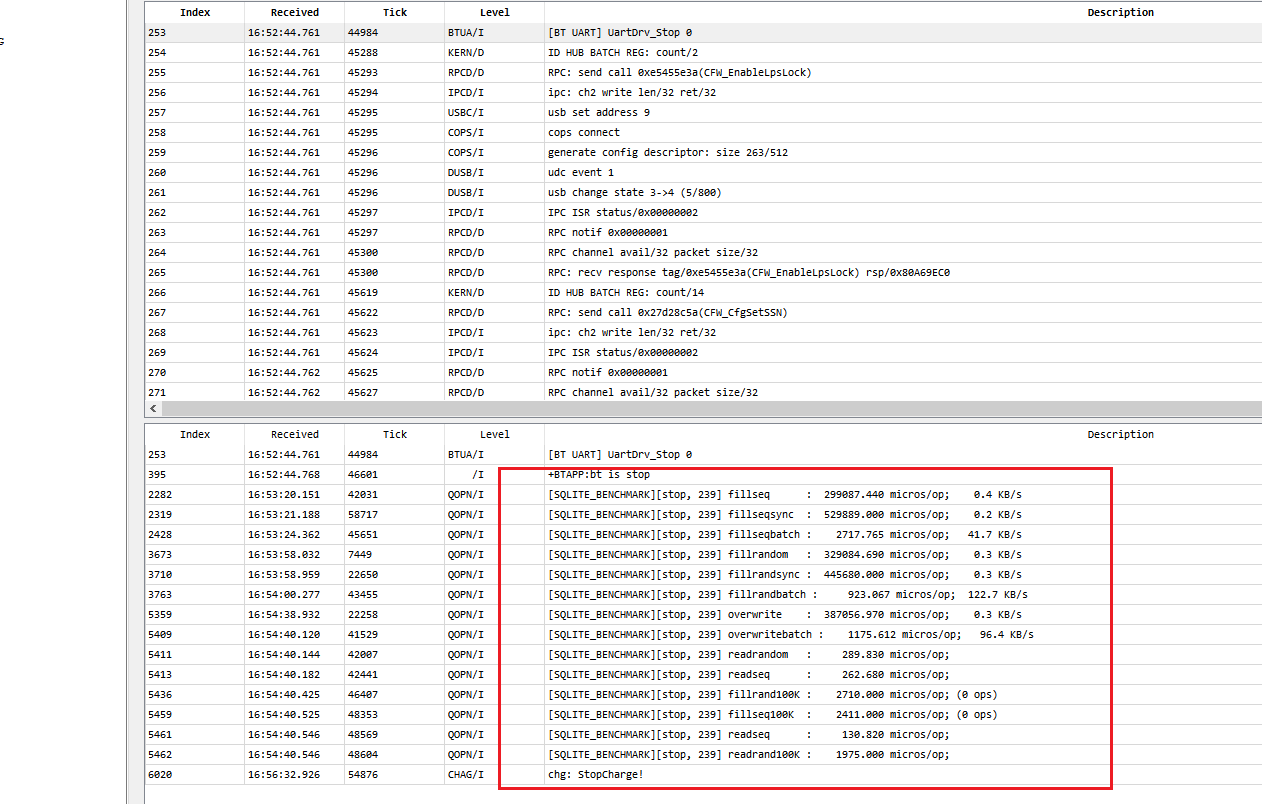 G
Index Received Tick Level Description
253 16:52:44.761 44984 BTUA/I [BT UART] UartDrv_Stop 0
254 16:52:44.761 45288 KERN/D ID HUB BATCH REG: count/2
255 16:52:44.761 45293 RPCD/D RPC: send call 0xe5455e3a(CFW_EnableLpsLock)
256 16:52:44.761 45294 IPCD/I ipc: ch2 write len/32 ret/32
257 16:52:44.761 45295 USBC/I usb set address 9
258 16:52:44.761 45295 COPS/I cops connect
259 16:52:44.761 45296 COPS/I generate config descriptor: size 263/512
260 16:52:44.761 45296 DUSB/I udc event 1
261 16:52:44.761 45296 DUSB/I usb change state 3->4 (5/800)
262 16:52:44.761 45297 IPCD/I IPC ISR status/0x00000002
263 16:52:44.761 45297 RPCD/D RPC notif 0x00000001
264 16:52:44.761 45300 RPCD/D RPC channel avail/32 packet size/32
265 16:52:44.761 45300 RPCD/D RPC: recv response tag/0xe5455e3a(CFW_EnableLpsLock) rsp/0x80A69EC0
266 16:52:44.761 45619 KERN/D ID HUB BATCH REG: count/14
267 16:52:44.761 45622 RPCD/D RPC: send call 0x27d28c5a(CFW_CfgSetSSN)
268 16:52:44.761 45623 IPCD/I ipc: ch2 write len/32 ret/32
269 16:52:44.761 45624 IPCD/I IPC ISR status/0x00000002
270 16:52:44.762 45625 RPCD/D RPC notif 0x00000001
271 16:52:44.762 45627 RPCD/D RPC channel avail/32 packet size/32
Index Received Tick Level Description
253 16:52:44.761 44984 BTUA/I [BT UART] UartDrv_Stop 0
395 16:52:44.768 46601 /I +BTAPP:bt is stop
2282 16:53:20.151 42031 QOPN/I [SQLITE_BENCHMARK][stop, 239] fillseq : 299087.440 micros/op; 0.4 KB/s
2319 16:53:21.188 58717 QOPN/I [SQLITE_BENCHMARK][stop, 239] fillseqsync : 529889.000 micros/op; 0.2 KB/s
2428 16:53:24.362 45651 QOPN/I [SQLITE_BENCHMARK][stop, 239] fillseqbatch : 2717.765 micros/op; 41.7 KB/s
3673 16:53:58.032 7449 QOPN/I [SQLITE_BENCHMARK][stop, 239] fillrandom : 329084.690 micros/op; 0.3 KB/s
3710 16:53:58.959 22650 QOPN/I [SQLITE_BENCHMARK][stop, 239] fillrandsync : 445680.000 micros/op; 0.3 KB/s
3763 16:54:00.277 43455 QOPN/I [SQLITE_BENCHMARK][stop, 239] fillrandbatch : 923.067 micros/op; 122.7 KB/s
5359 16:54:38.932 22258 QOPN/I [SQLITE_BENCHMARK][stop, 239] overwrite : 387056.970 micros/op; 0.3 KB/s
5409 16:54:40.120 41529 QOPN/I [SQLITE_BENCHMARK][stop, 239] overwritebatch : 1175.612 micros/op; 96.4 KB/s
5411 16:54:40.144 42007 QOPN/I [SQLITE_BENCHMARK][stop, 239] readrandom : 289.830 micros/op;
5413 16:54:40.182 42441 QOPN/I [SQLITE_BENCHMARK][stop, 239] readseq : 262.680 micros/op;
5436 16:54:40.425 46407 QOPN/I [SQLITE_BENCHMARK][stop, 239] fillrand100K : 2710.000 micros/op; (0 ops)
5459 16:54:40.525 48353 QOPN/I [SQLITE_BENCHMARK][stop, 239] fillseq100K : 2411.000 micros/op; (0 ops)
5461 16:54:40.546 48569 QOPN/I [SQLITE_BENCHMARK][stop, 239] readseq : 130.820 micros/op;
5462 16:54:40.546 48604 QOPN/I [SQLITE_BENCHMARK][stop, 239] readrand100K : 1975.000 micros/op;
6020 16:56:32.926 54876 CHAG/I chg: StopCharge!